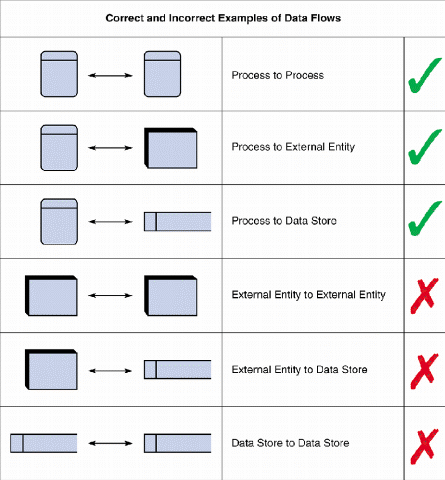 Correct and Incorrect Examples of Data Flows
Process to Process
Process to External Entity
Process to Data Store
External Entity to External Entity
External Entity to Data Store
Data Store to Data Store